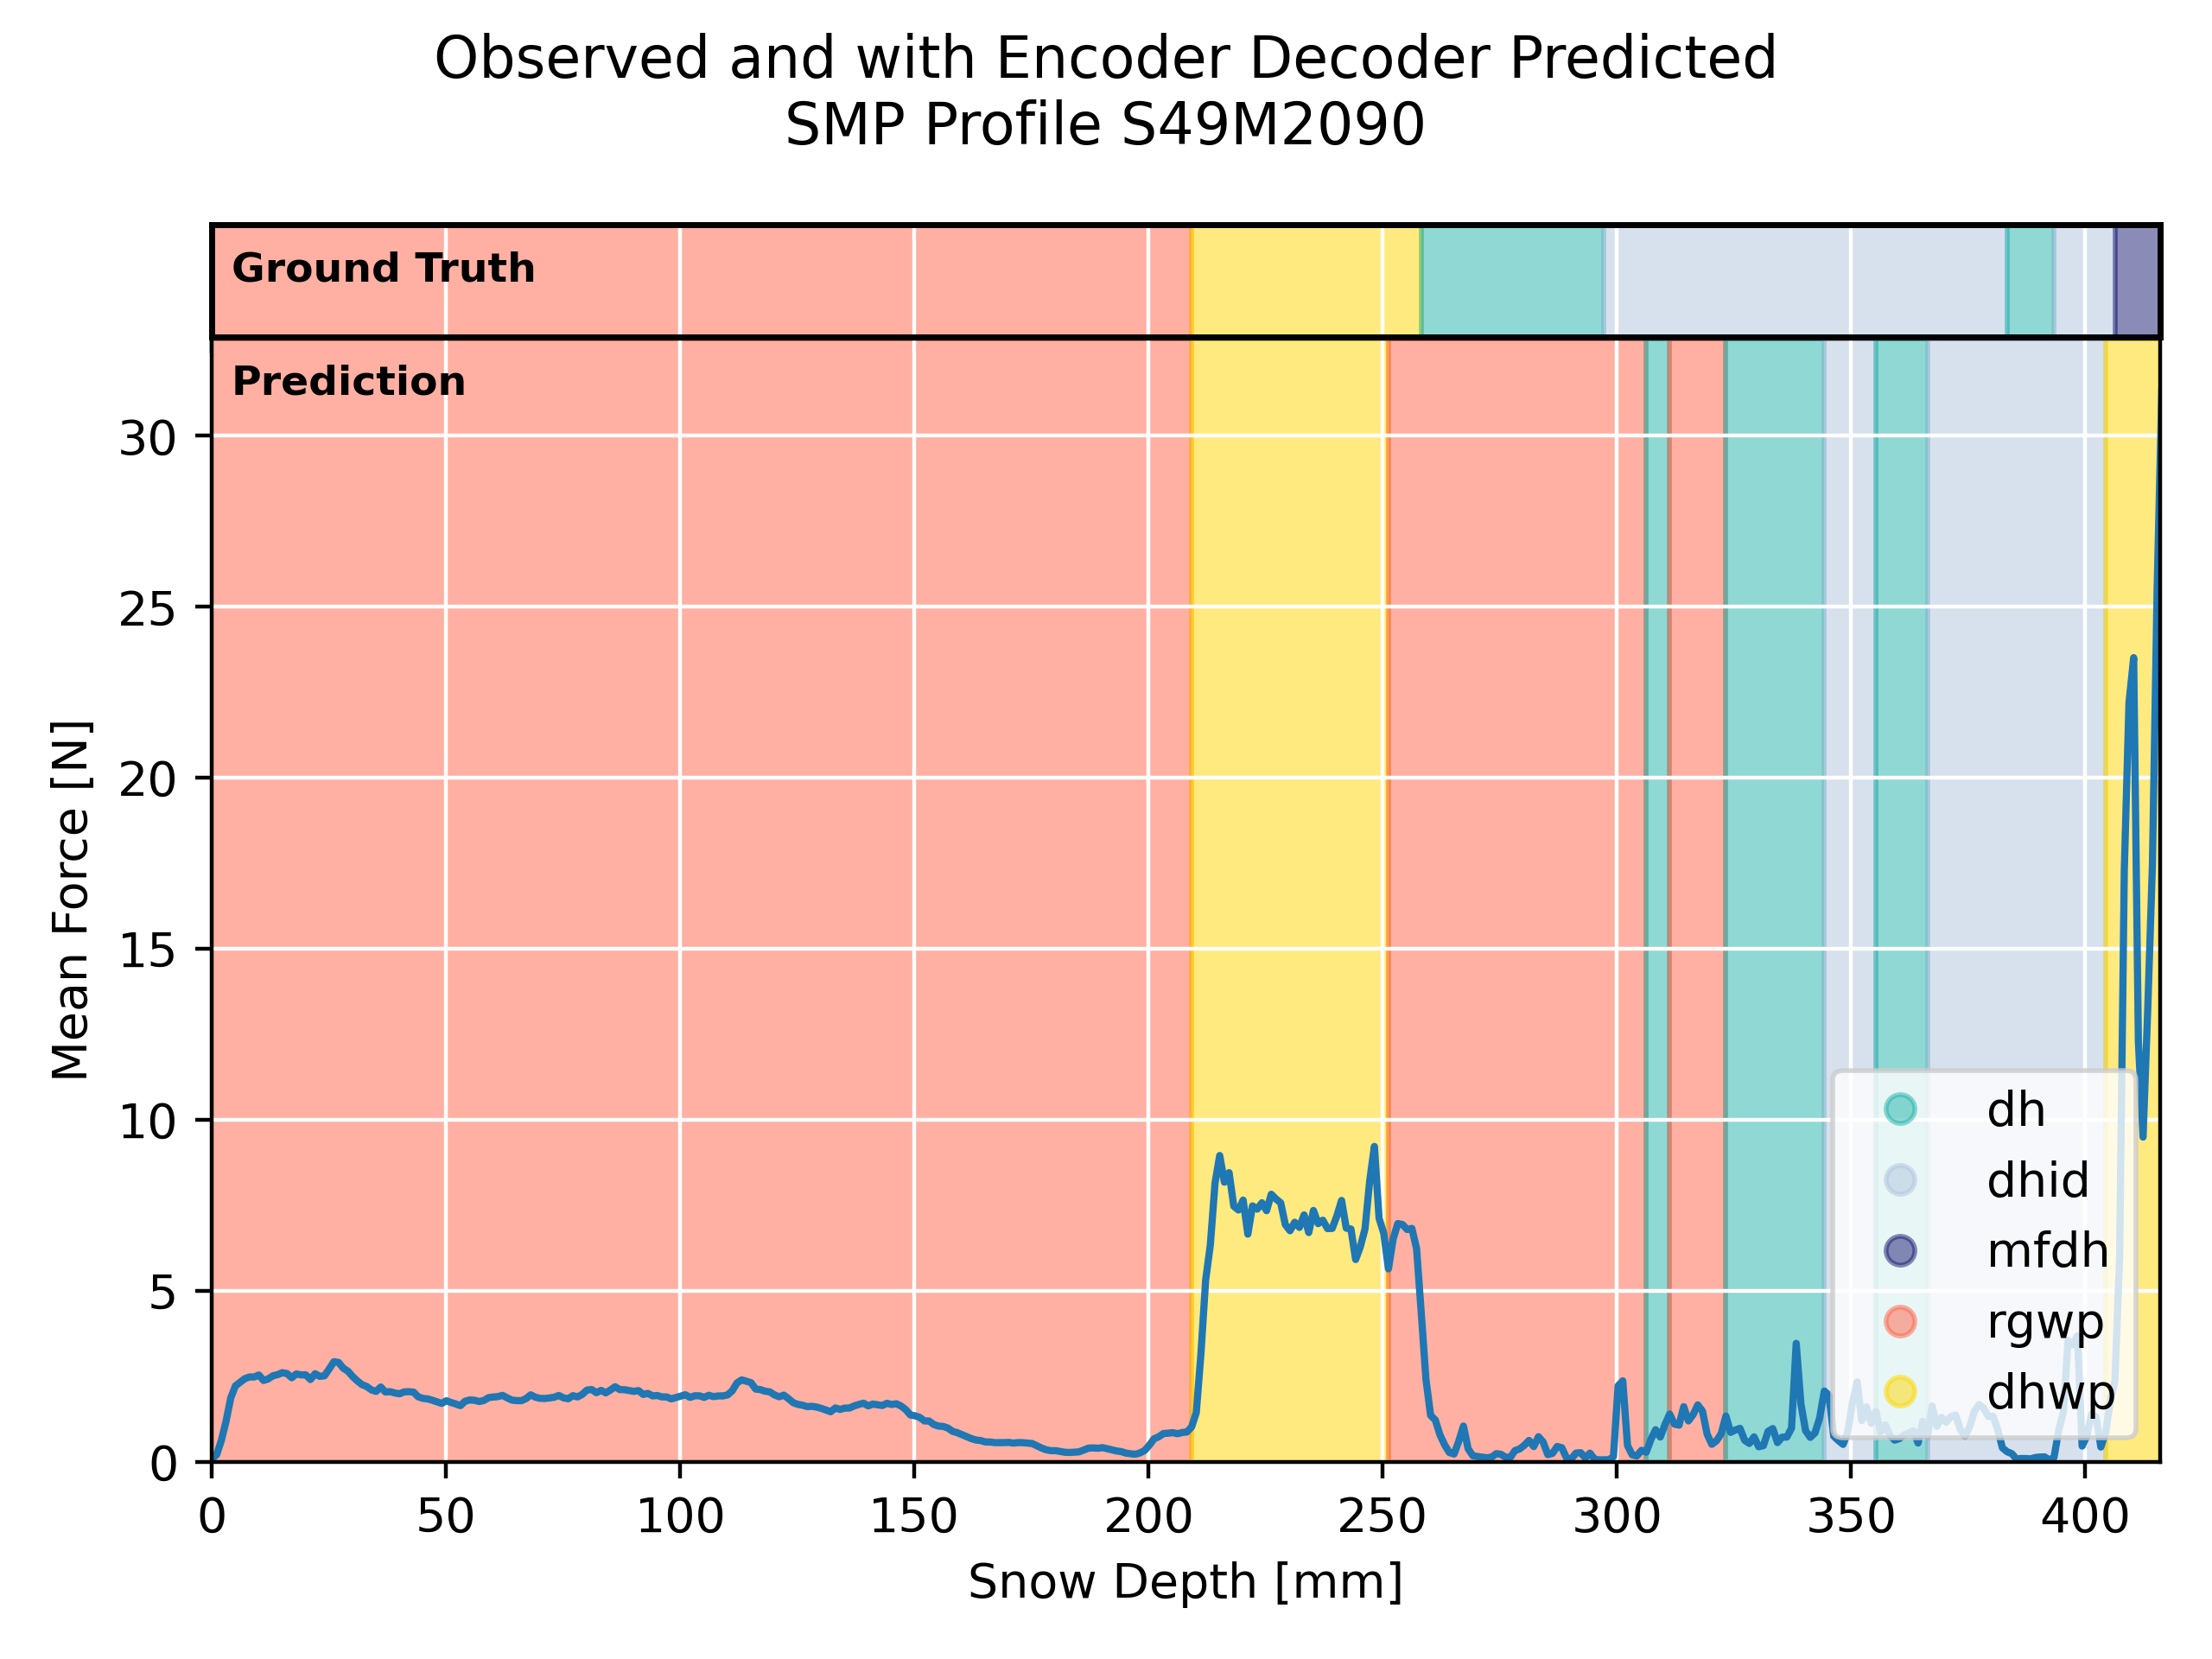 Observed and with Encoder Decoder Predicted
SMP Profile S49M2090
Ground Truth
Prediction
30
25
20
15
10
5
0
Mean Force [N]
dh
dhid
mfdh
rgwp
dhwp
0 50 100 150 200 250 300 350 400
Snow Depth [mm]